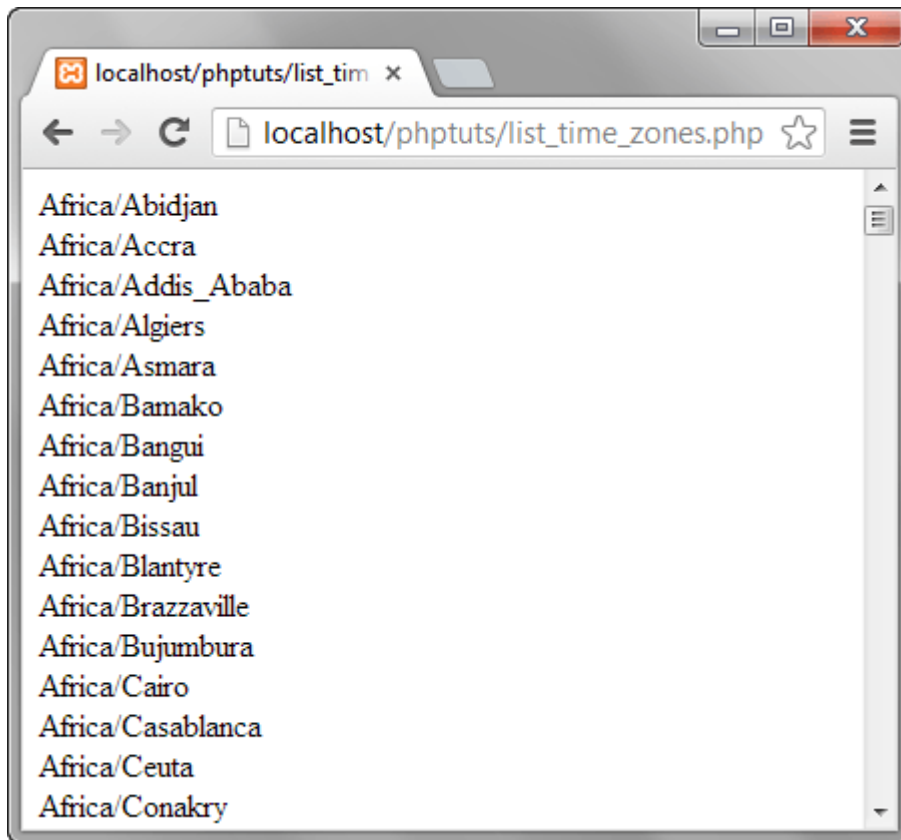 localhost/phptuts/list_tim
localhost/phptuts/list_time_zones.php
Africa/Abidjan
Africa/Accra
Africa/Addis_Ababa
Africa/Algiers
Africa/Asmara
Africa/Bamako
Africa/Bangui
Africa/Banjul
Africa/Bissau
Africa/Blantyre
Africa/Brazzaville
Africa/Bujumbura
Africa/Cairo
Africa/Casablanca
Africa/Ceuta
Africa/Conakry